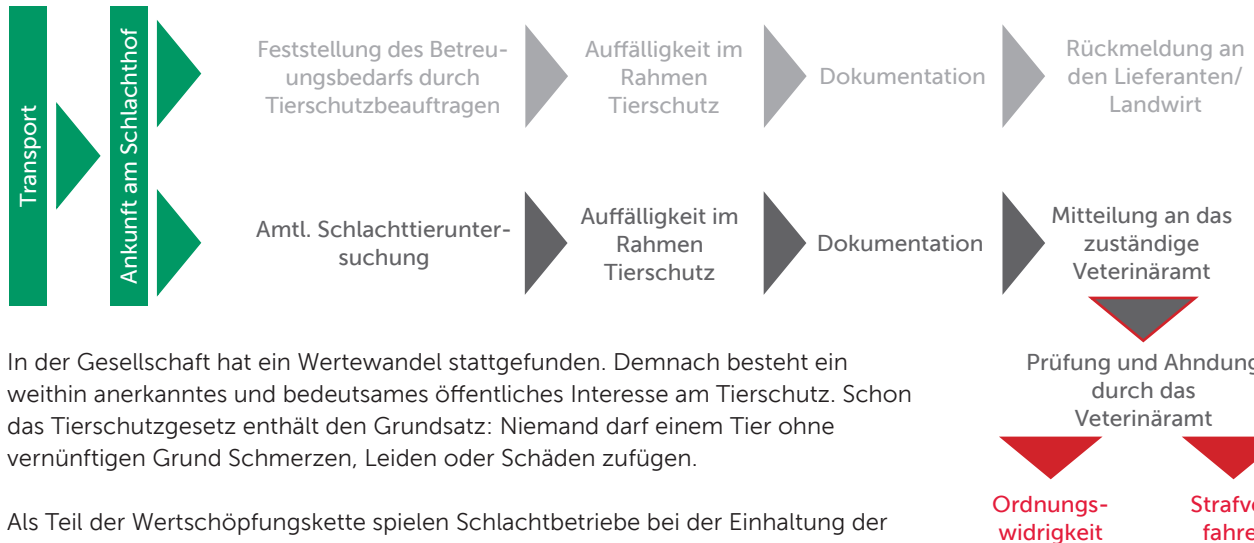 Transport
Ankunft am Schlachthof
Feststellung des Betreu-
ungsbedarfs durch
Tierschutzbeauftragen
Auffälligkeit im
Rahmen
Tierschutz
Dokumentation
Rückmeldung an
den Lieferanten/
Landwirt
Amtl. Schlachttierunter-
suchung
Auffälligkeit im
Rahmen
Tierschutz
Dokumentation
Mitteilung an das
zuständige
Veterinäramt
Prüfung und Ahndung
durch das
Veterinäramt
Ordnungs-
widrigkeit
Strafve
fahre
In der Gesellschaft hat ein Wertewandel stattgefunden. Demnach besteht ein
weithin anerkanntes und bedeutsames öffentliches Interesse am Tierschutz. Schon
das Tierschutzgesetz enthält den Grundsatz: Niemand darf einem Tier ohne
vernünftigen Grund Schmerzen, Leiden oder Schäden zufügen.
Als Teil der Wertschöpfungskette spielen Schlachtbetriebe bei der Einhaltung der